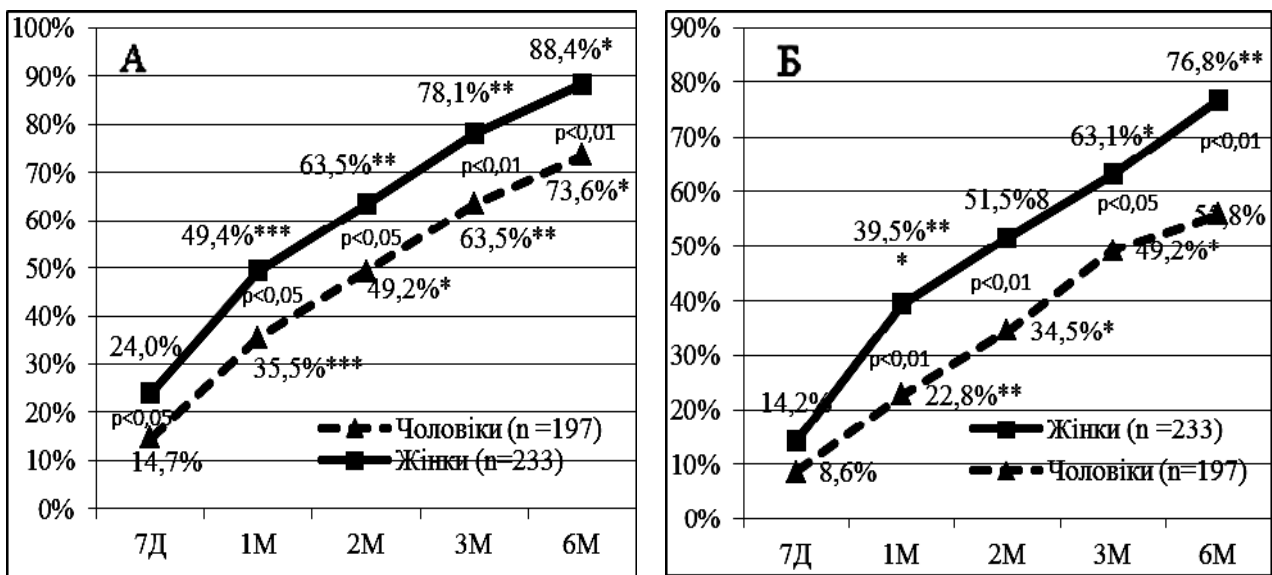 А
100%
90%
80%
70%
60%
50%
40%
30%
20%
10%
0%
88,4%*
78,1%**
p<0,01
63,5%**
p<0,01
73,6%*
49,4%***
p<0,05
63,5%**
p<0,05
49,2%*
24,0%
35,5%***
p<0,05
14,7%
Чоловіки (n =197)
Жінки (n=233)
7Д 1М 2М 3М 6М
Б
90%
80%
70%
60%
50%
40%
30%
20%
10%
0%
76,8%**
63,1%*
p<0,01
51,5%8
p<0,05
39,5%**
*
49,2%*
p<0,01
34,5%*
p<0,01
14,2%
22,8%**
8,6%
Жінки (n =233)
Чоловіки (n=197)
7Д 1М 2М 3М 6М